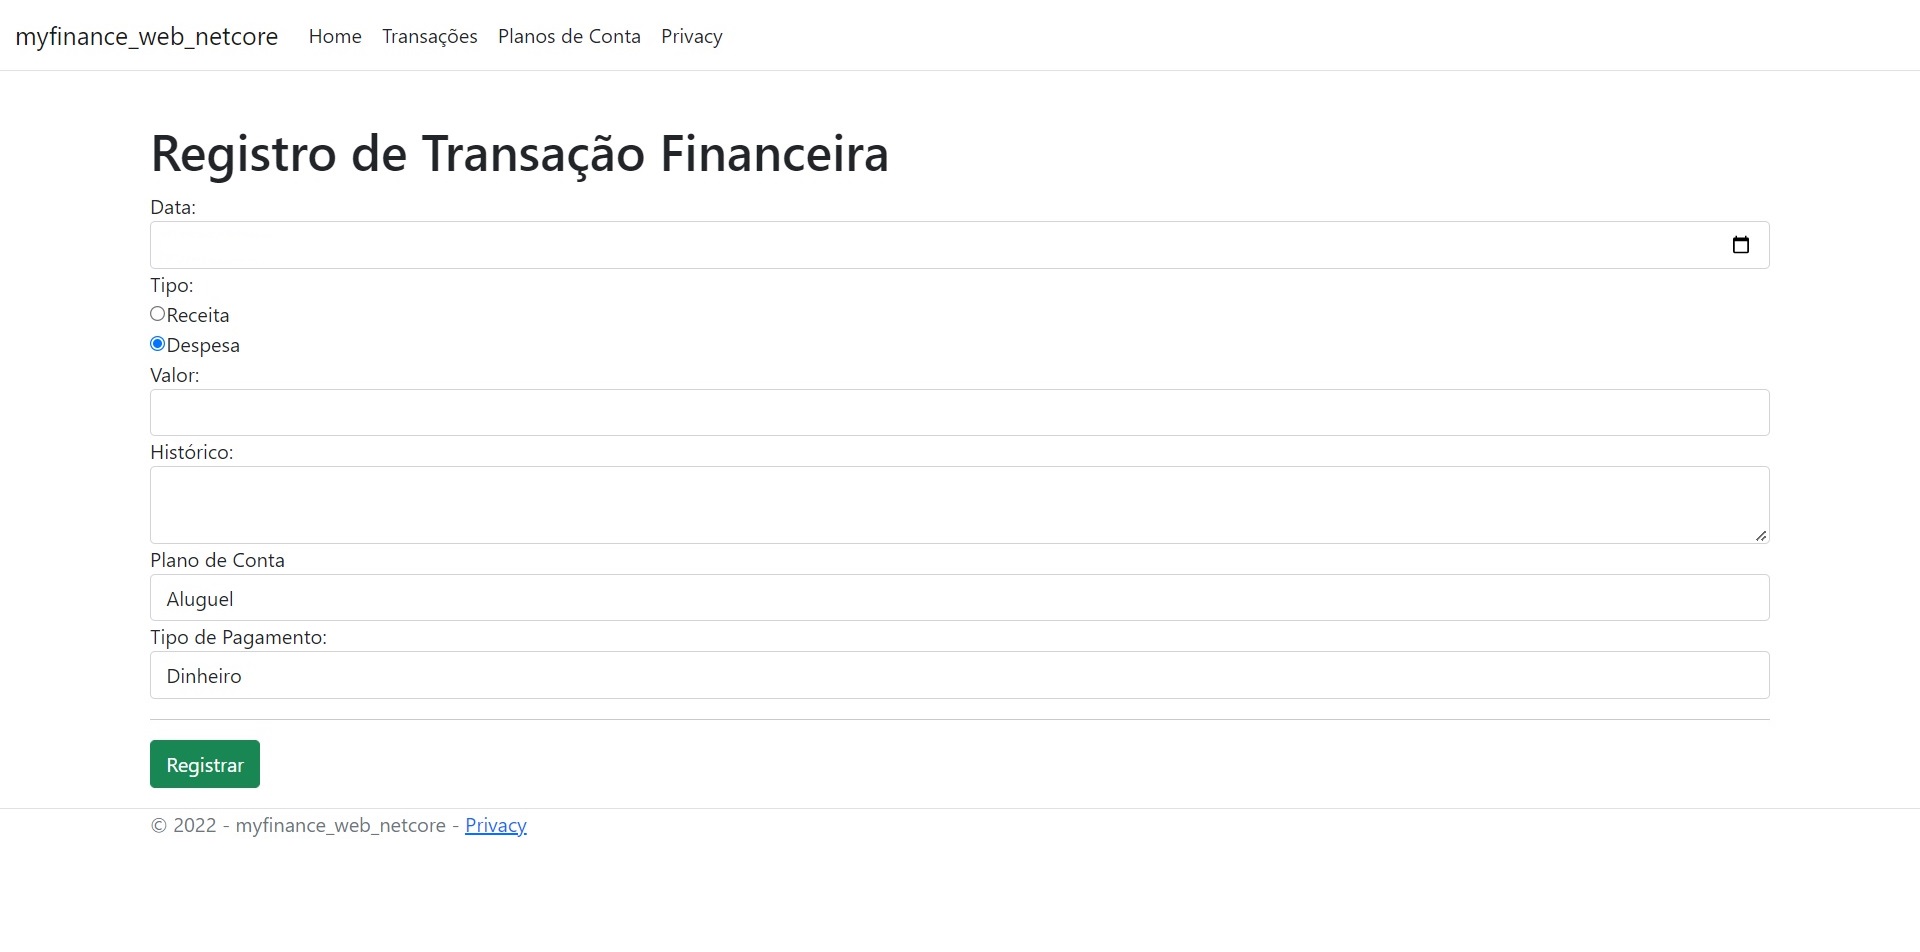 myfinance_web_netcore Home Transações Planos de Conta Privacy
Registro de Transação Financeira
Data:
Tipo:
Receita
Despesa
Valor:
Histórico:
Plano de Conta
Aluguel
Tipo de Pagamento:
Dinheiro
Registrar
© 2022 - myfinance_web_netcore - Privacy